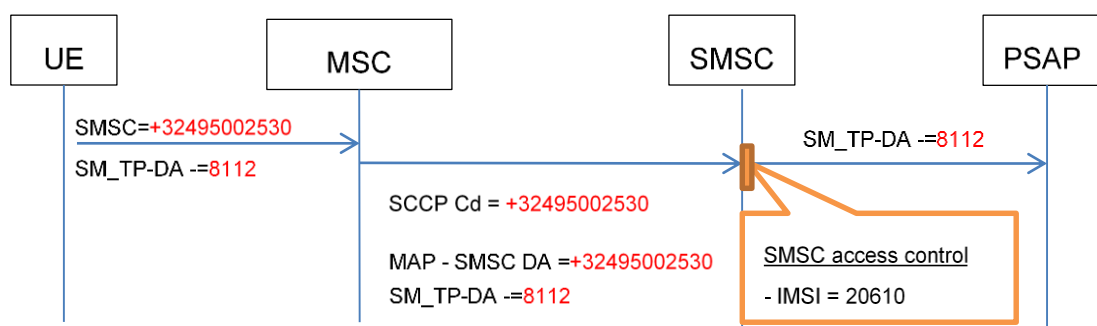 UE
MSC
SMSC
PSAP
SMSC=+32495002530
SM_TP-DA -=8112
SM_TP-DA -=8112
SCCP Cd = +32495002530
MAP - SMSC DA =+32495002530
SM_TP-DA -=8112
SMSC access control
- IMSI = 20610